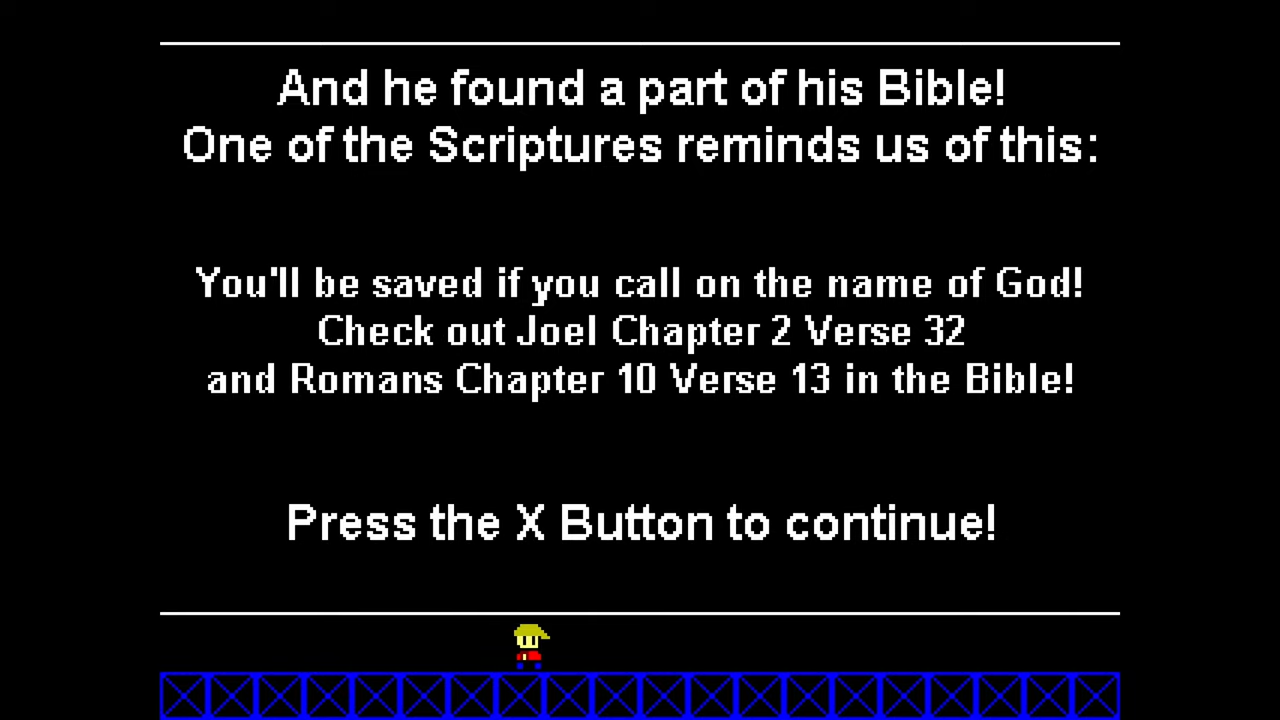 And he found a part of his Bible!
One of the Scriptures reminds us of this:
You'll be saved if you call on the name of God!
Check out Joel Chapter 2 Verse 32
and Romans Chapter 10 Verse 13 in the Bible!
Press the X Button to continue!